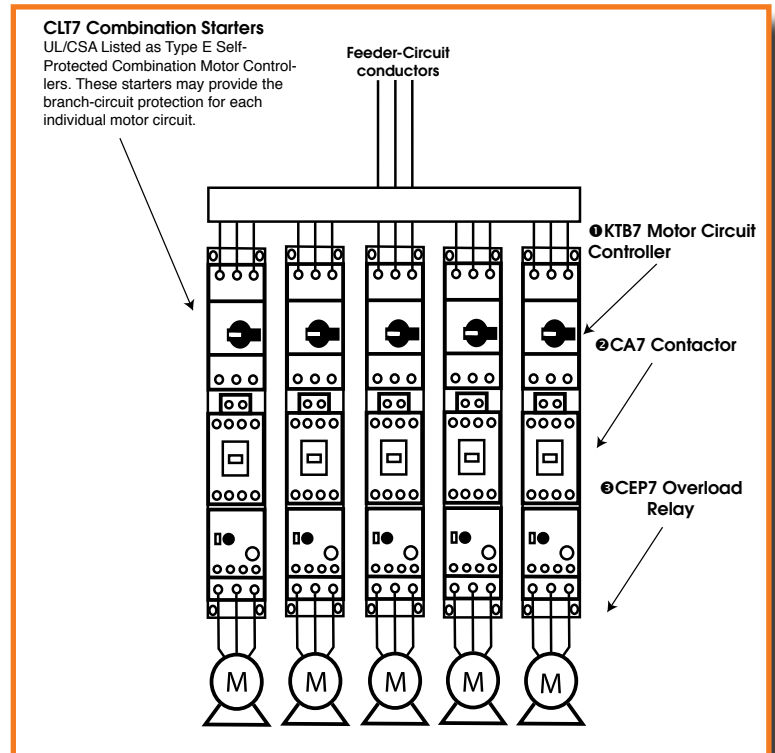 CLT7 Combination Starters
UL/CSA Listed as Type E Self-
Protected Combination Motor Control-
lers. These starters may provide the
branch-circuit protection for each
individual motor circuit.
Feeder-Circuit
conductors
❶KTB7 Motor Circuit
Controller
❷CA7 Contactor
❸CEP7 Overload
Relay
M M M M M